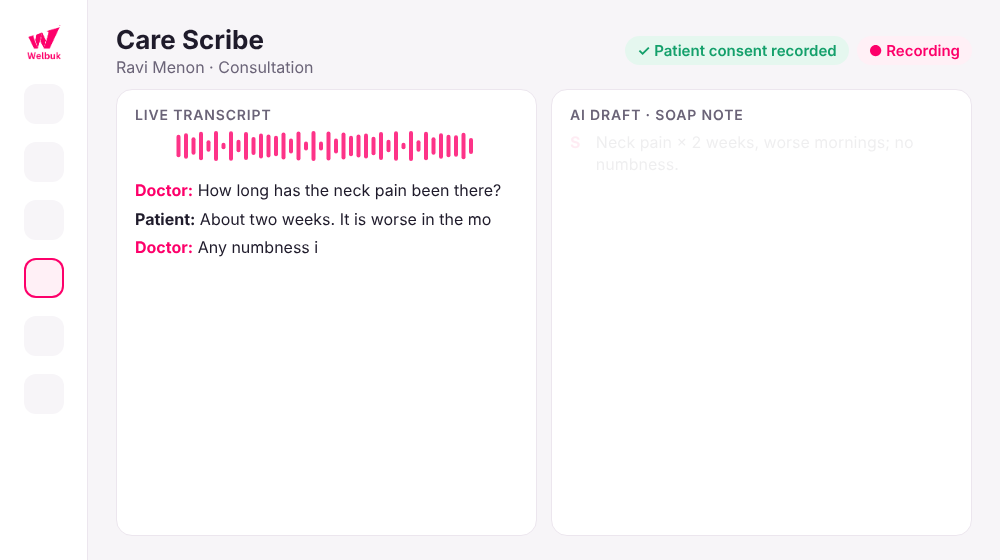 Welbuk
Care Scribe
Ravi Menon · Consultation
✓ Patient consent recorded
Recording
LIVE TRANSCRIPT
Doctor: How long has the neck pain been there?
Patient: About two weeks. It is worse in the mo
Doctor: Any numbness i
AI DRAFT · SOAP NOTE
S Neck pain × 2 weeks, worse mornings; no
numbness.